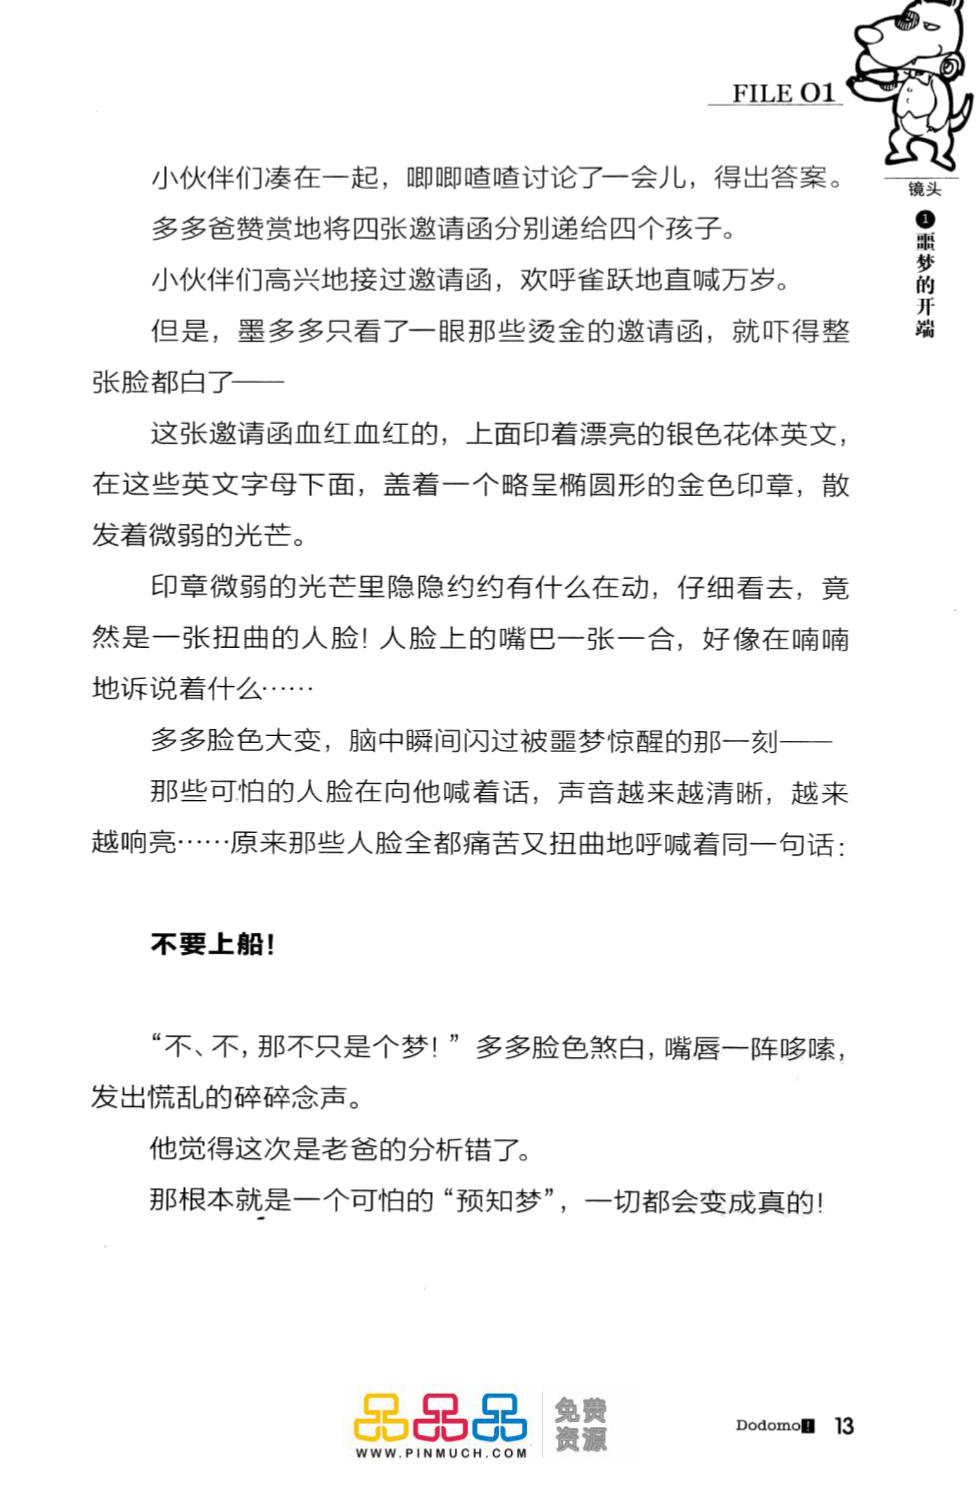 FILE 01
镜头
1
噩梦的开端
小伙伴们凑在一起，唧唧喳喳讨论了一会儿，得出答案。
多多爸赞赏地将四张邀请函分别递给四个孩子。
小伙伴们高兴地接过邀请函，欢呼雀跃地直喊万岁。
但是，墨多多只看了一眼那些烫金的邀请函，就吓得整
张脸都白了——
这张邀请函血红血红的，上面印着漂亮的银色花体英文，
在这些英文字母下面，盖着一个略呈椭圆形的金色印章，散
发着微弱的光芒。
印章微弱的光芒里隐隐约约有什么在动，仔细看去，竟
然是一张扭曲的人脸！人脸上的嘴巴一张一合，好像在喃喃
地诉说着什么……
多多脸色大变，脑中瞬间闪过被噩梦惊醒的那一刻——
那些可怕的人脸在向他喊着话，声音越来越清晰，越来
越响亮……原来那些人脸全都痛苦又扭曲地呼喊着同一句话：
不要上船！
“不、不，那不只是个梦！”多多脸色煞白，嘴唇一阵哆嗦，
发出慌乱的碎碎念声。
他觉得这次是老爸的分析错了。
那根本就是一个可怕的“预知梦”，一切都会变成真的！
品品品
WWW.PINMUCH.COM
免费
资源
Dodomo! 13